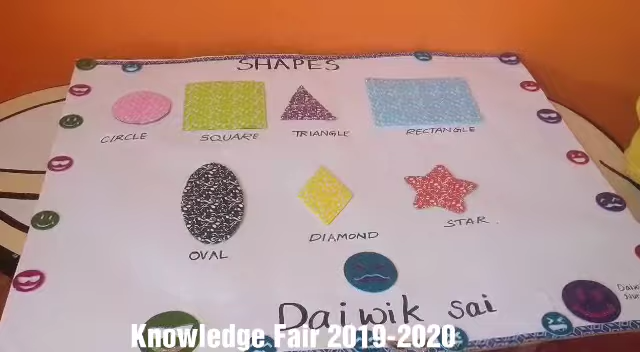 SHAPES
CIRCLE
SQUARE
TRIANGLE
RECTANGLE
OVAL
DIAMOND
STAR
Daiwik Sai
Knowledge Fair 2019-2020